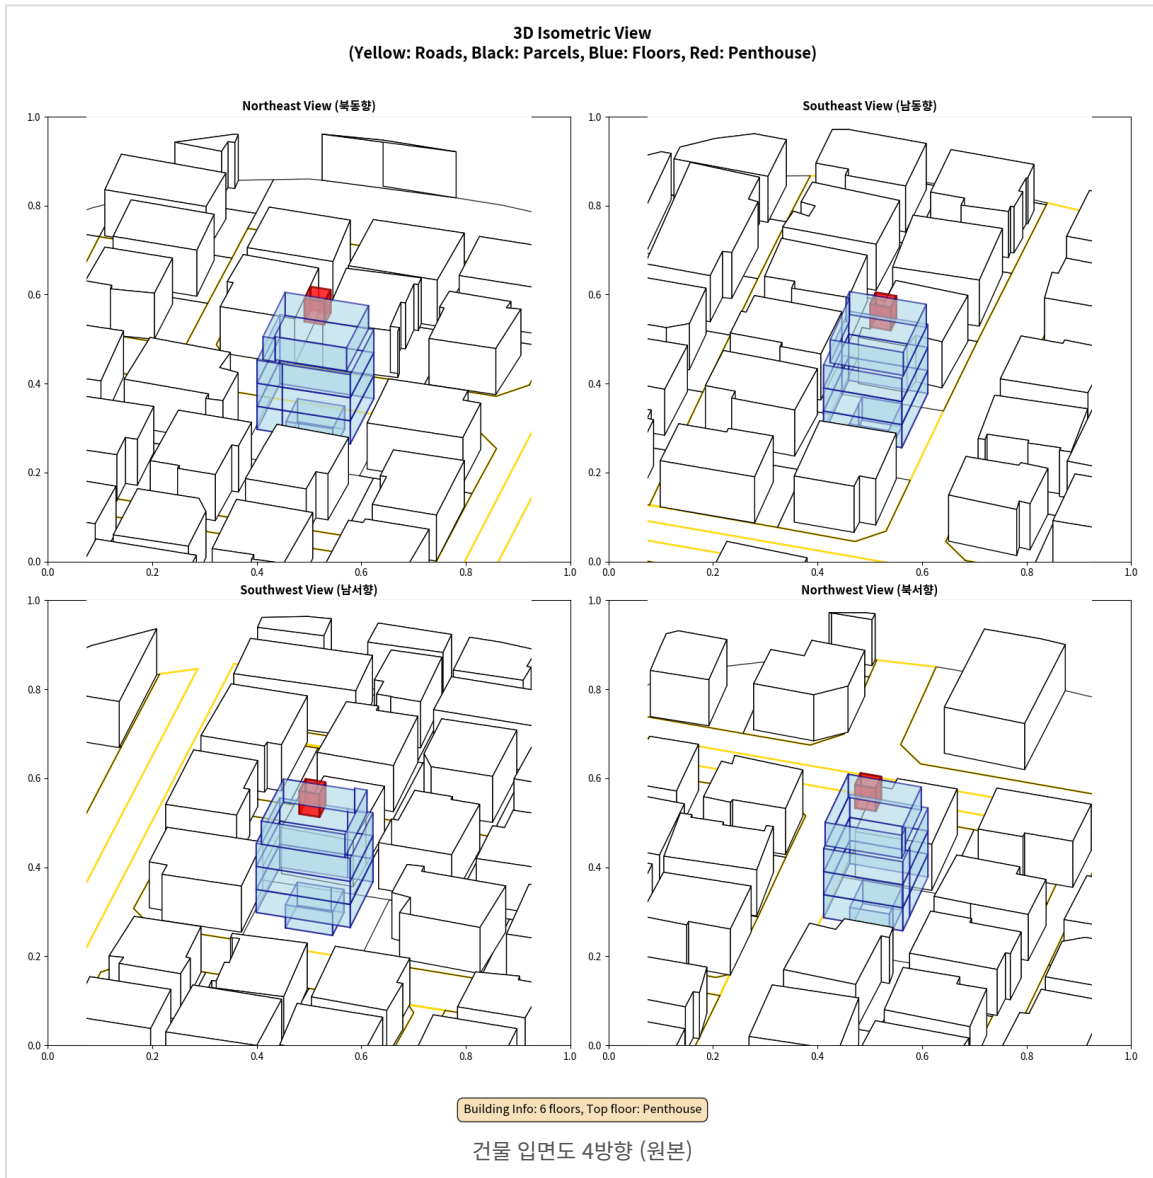 3D Isometric View
(Yellow: Roads, Black: Parcels, Blue: Floors, Red: Penthouse)
Northeast View (북동향)
1.0
0.8
0.6
0.4
0.2
0.0
0.0 0.2 0.4 0.6 0.8 1.0
Southeast View (남동향)
1.0
0.8
0.6
0.4
0.2
0.0
0.0 0.2 0.4 0.6 0.8 1.0
Southwest View (남서향)
1.0
0.8
0.6
0.4
0.2
0.0
0.0 0.2 0.4 0.6 0.8 1.0
Northwest View (북서향)
1.0
0.8
0.6
0.4
0.2
0.0
0.0 0.2 0.4 0.6 0.8 1.0
Building Info: 6 floors, Top floor: Penthouse
건물 입면도 4방향 (원본)